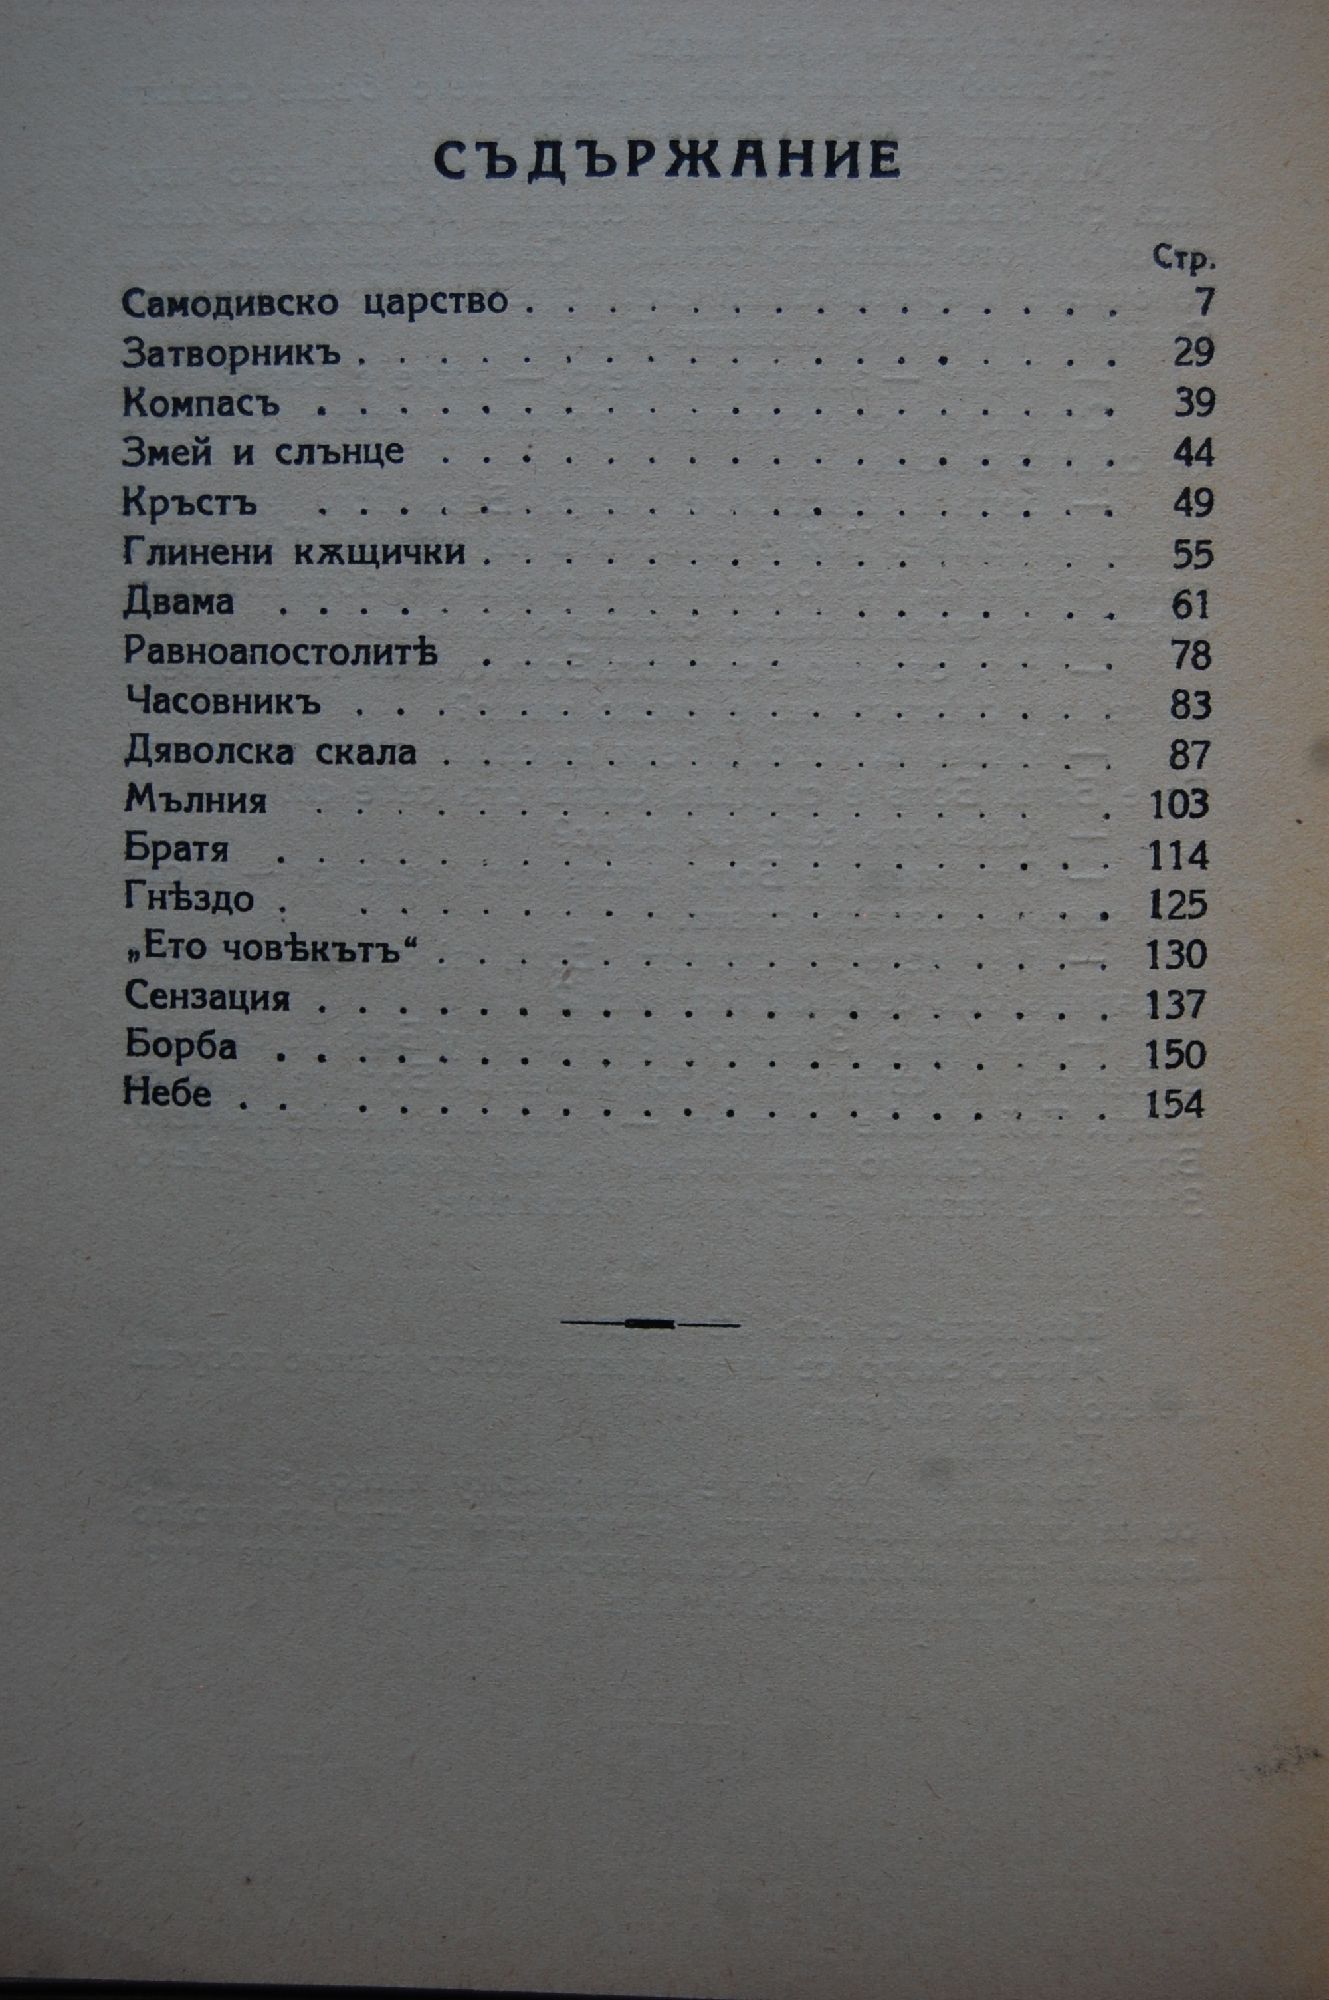 СЪДЪРЖАНИЕ
Стр.
Самодивско царство . . . . . . . . . . . . . . . 7
Затворникъ . . . . . . . . . . . . . . . . . . . 29
Компасъ . . . . . . . . . . . . . . . . . . . . 39
Змей и слънце . . . . . . . . . . . . . . . . . 44
Кръстъ . . . . . . . . . . . . . . . . . . . . 49
Глинени кѫщички . . . . . . . . . . . . . . . . 55
Двама . . . . . . . . . . . . . . . . . . . . . 61
Равноапостолитѣ . . . . . . . . . . . . . . 78
Часовникъ . . . . . . . . . . . . . . . . . . . 83
Дяволска скала . . . . . . . . . . . . . . . . . 87
Мълния . . . . . . . . . . . . . . . . . . . 103
Братя . . . . . . . . . . . . . . . . . . . . 114
Гнѣздо . . . . . . . . . . . . . . . . . . . . 125
„Ето човѣкътъ“ . . . . . . . . . . . . . . . . . 130
Сензация . . . . . . . . . . . . . . . . . . . . 137
Борба . . . . . . . . . . . . . . . . . . . . . 150
Небе . . . . . . . . . . . . . . . . . . . . . 154